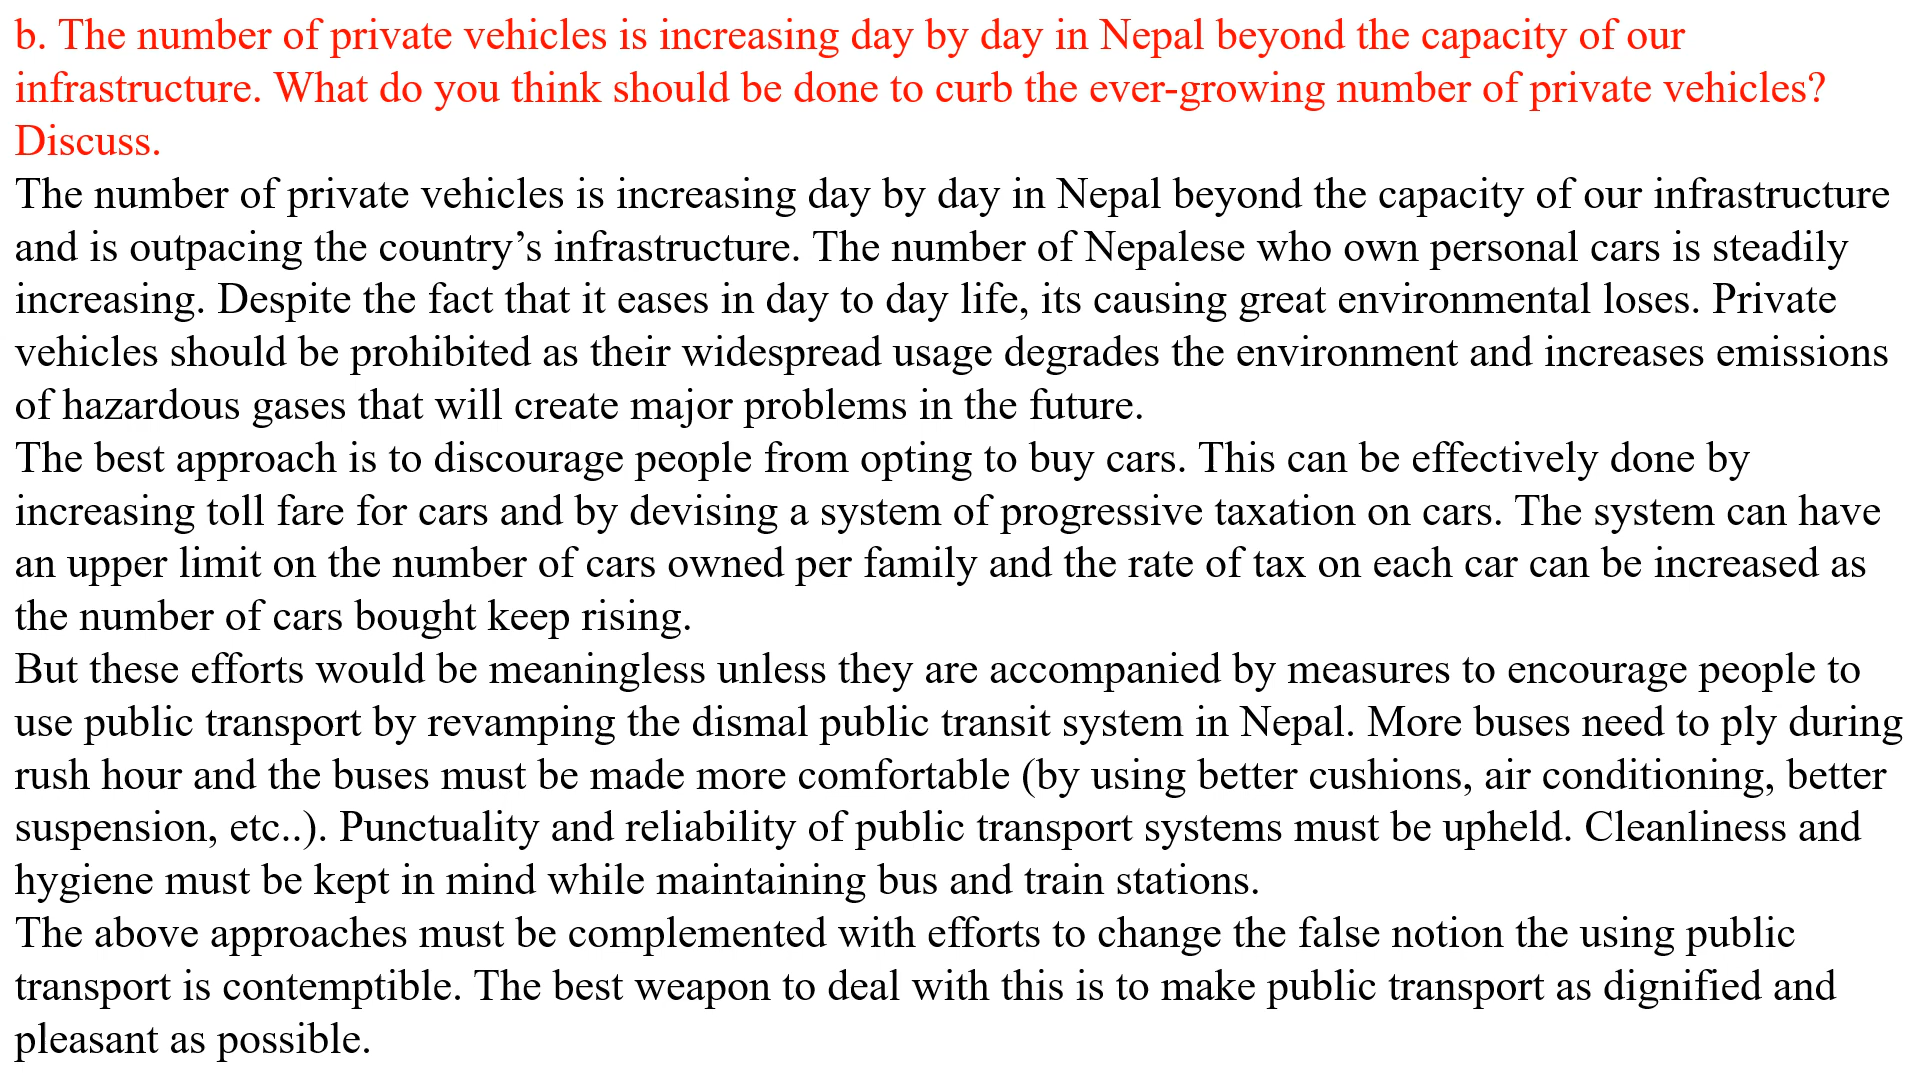 b. The number of private vehicles is increasing day by day in Nepal beyond the capacity of our
infrastructure. What do you think should be done to curb the ever-growing number of private vehicles?
Discuss.
The number of private vehicles is increasing day by day in Nepal beyond the capacity of our infrastructure
and is outpacing the country’s infrastructure. The number of Nepalese who own personal cars is steadily
increasing. Despite the fact that it eases in day to day life, its causing great environmental loses. Private
vehicles should be prohibited as their widespread usage degrades the environment and increases emissions
of hazardous gases that will create major problems in the future.
The best approach is to discourage people from opting to buy cars. This can be effectively done by
increasing toll fare for cars and by devising a system of progressive taxation on cars. The system can have
an upper limit on the number of cars owned per family and the rate of tax on each car can be increased as
the number of cars bought keep rising.
But these efforts would be meaningless unless they are accompanied by measures to encourage people to
use public transport by revamping the dismal public transit system in Nepal. More buses need to ply during
rush hour and the buses must be made more comfortable (by using better cushions, air conditioning, better
suspension, etc..). Punctuality and reliability of public transport systems must be upheld. Cleanliness and
hygiene must be kept in mind while maintaining bus and train stations.
The above approaches must be complemented with efforts to change the false notion the using public
transport is contemptible. The best weapon to deal with this is to make public transport as dignified and
pleasant as possible.